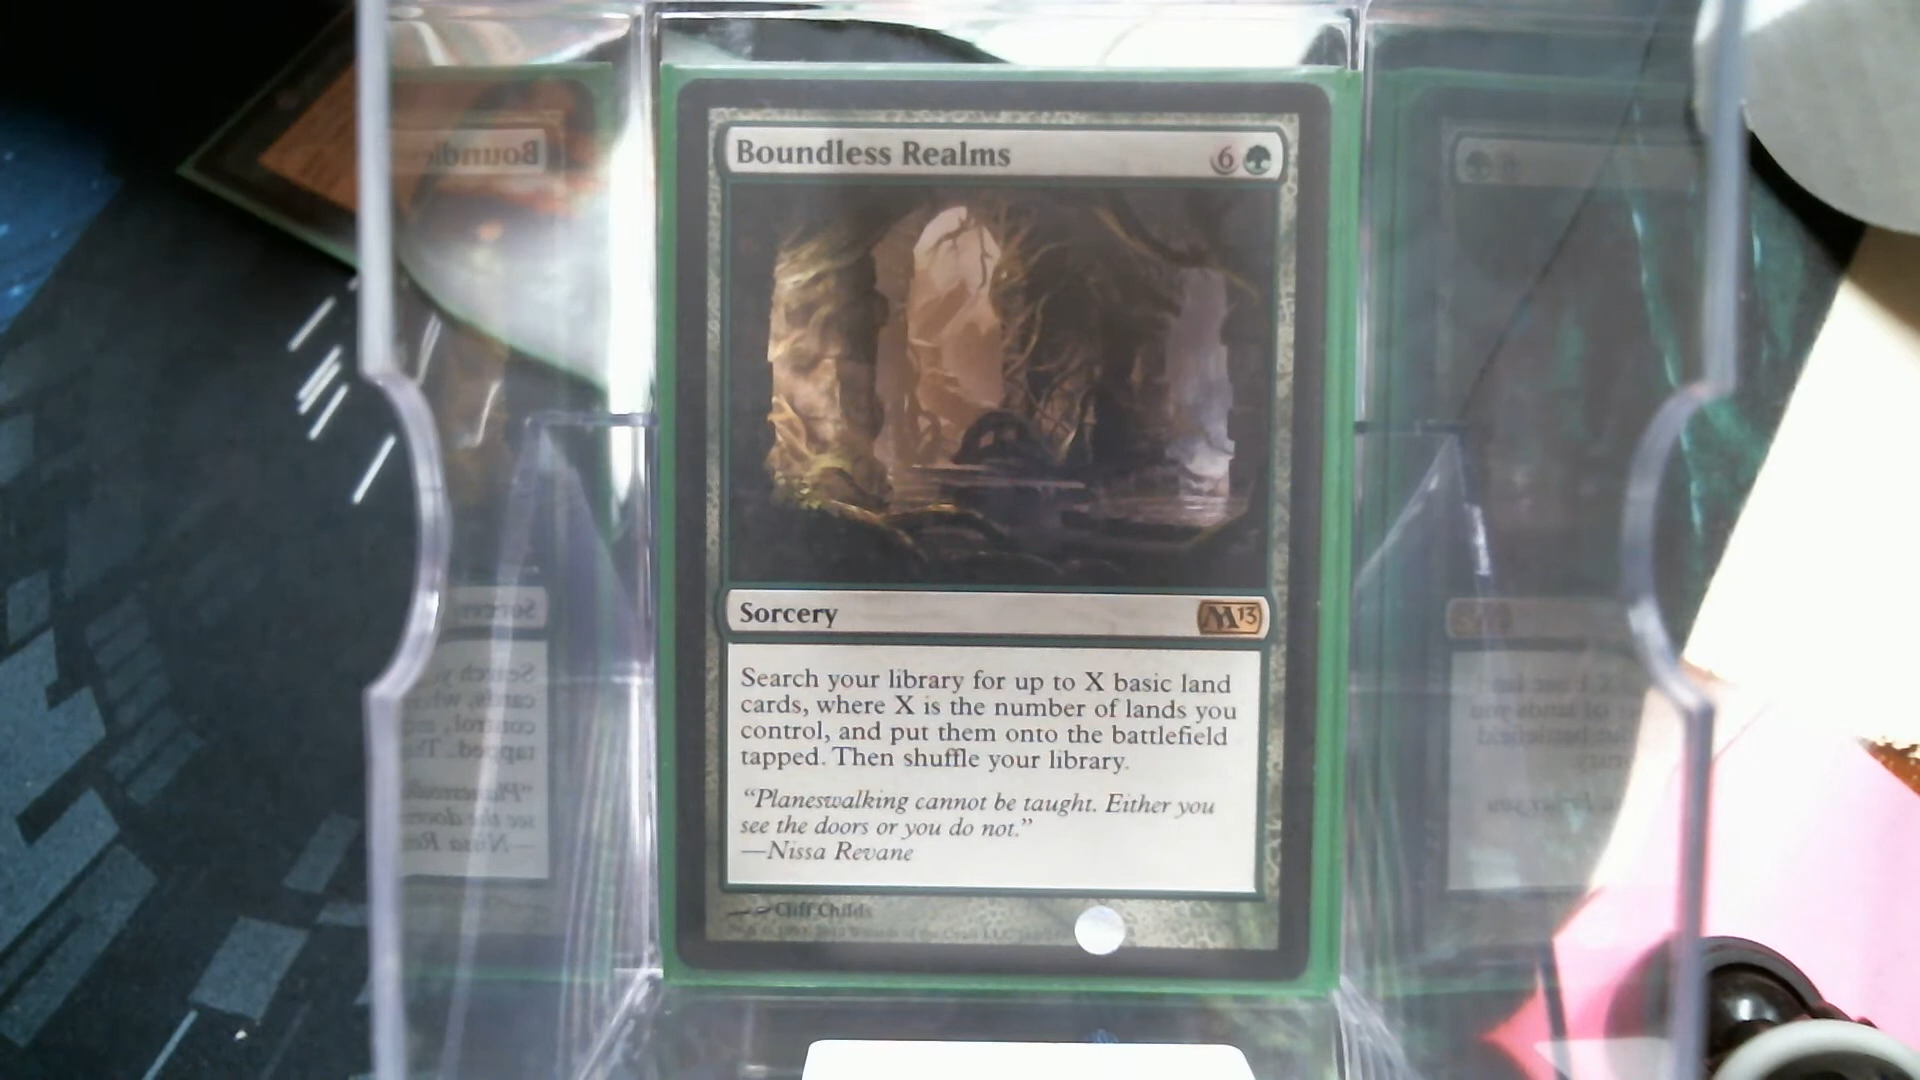 Boundless Realms 6
Sorcery M13
Search your library for up to X basic land
cards, where X is the number of lands you
control, and put them onto the battlefield
tapped. Then shuffle your library.
“Planeswalking cannot be taught. Either you
see the doors or you do not.”
—Nissa Revane
Cliff Childs